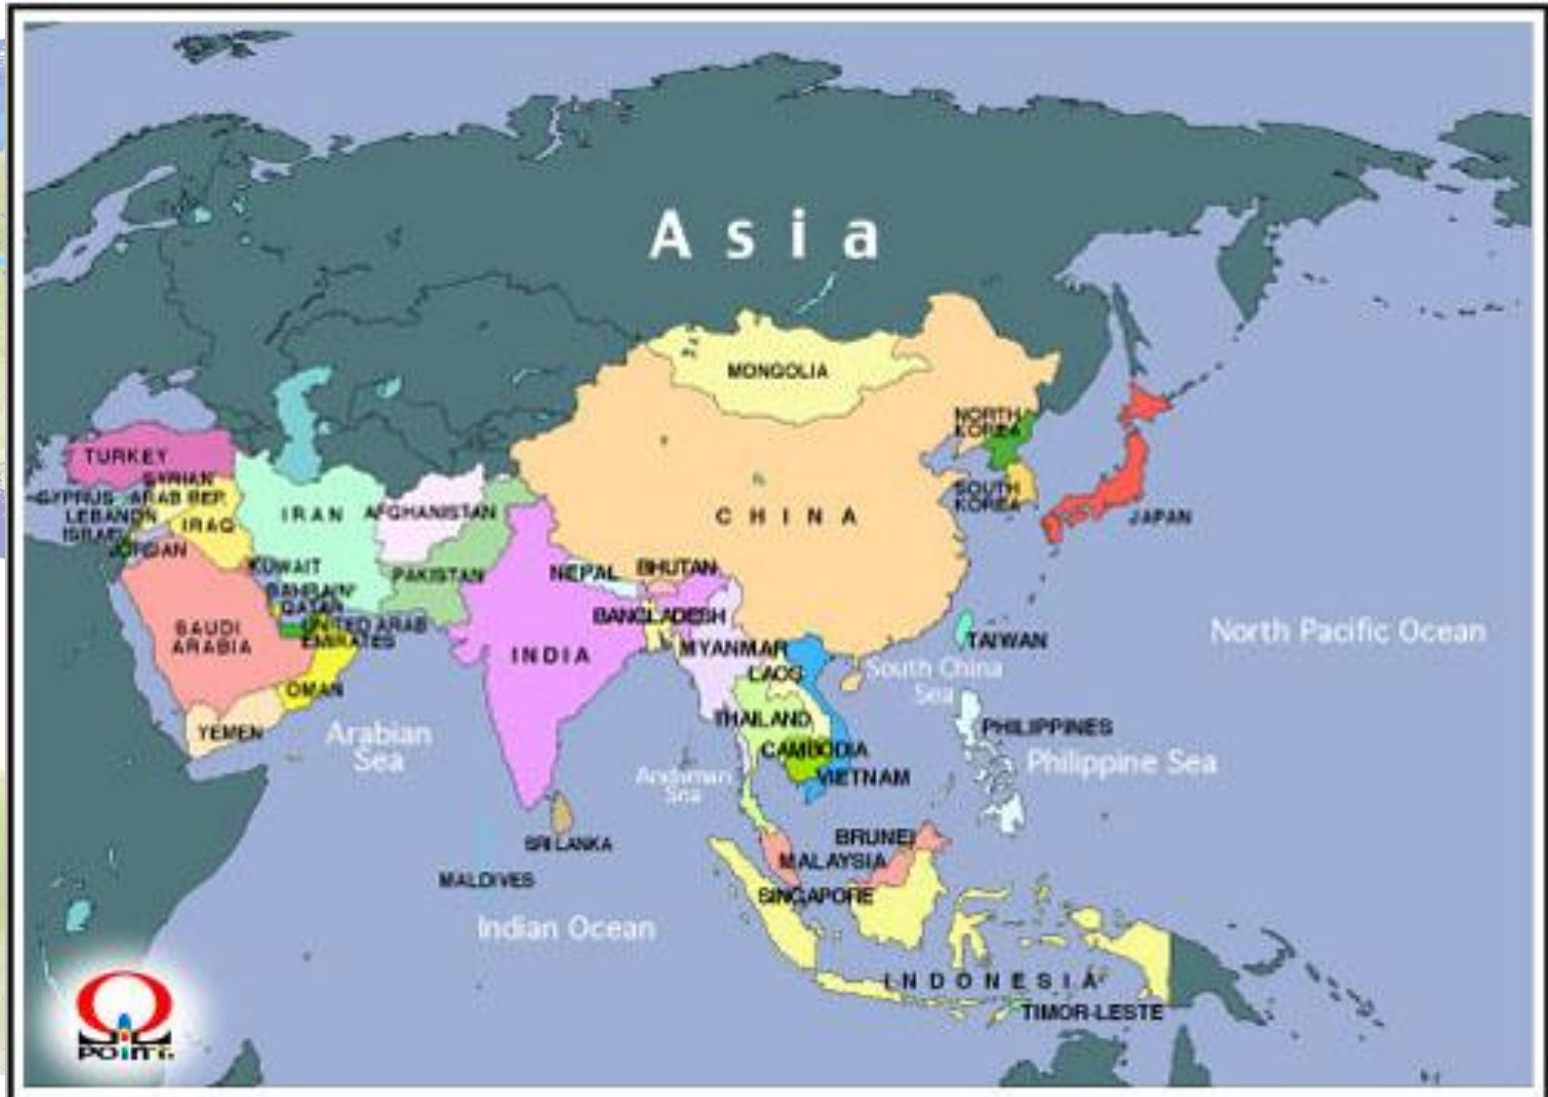 Asia
MONGOLIA
NORTH
KOREA
TURKEY
SYRIAN
CYPRUS ARAB REP.
LEBANON
ISRAEL
IRAQ
JORDAN
IRAN
AFGHANISTAN
CHINA
SOUTH
KOREA
JAPAN
KUWAIT
BAHRAIN
QATAR
PAKISTAN
NEPAL
BHUTAN
UNITED ARAB
EMIRATES
SAUDI
ARABIA
BANGLADESH
INDIA
MYANMAR
TAIWAN
North Pacific Ocean
LAOS
South China
Sea
OMAN
YEMEN
Arabian
Sea
THAILAND
PHILIPPINES
CAMBODIA
VIETNAM
Philippine Sea
Andaman
Sea
SRI LANKA
BRUNEI
MALAYSIA
MALDIVES
SINGAPORE
Indian Ocean
INDONESIA
TIMOR-LESTE